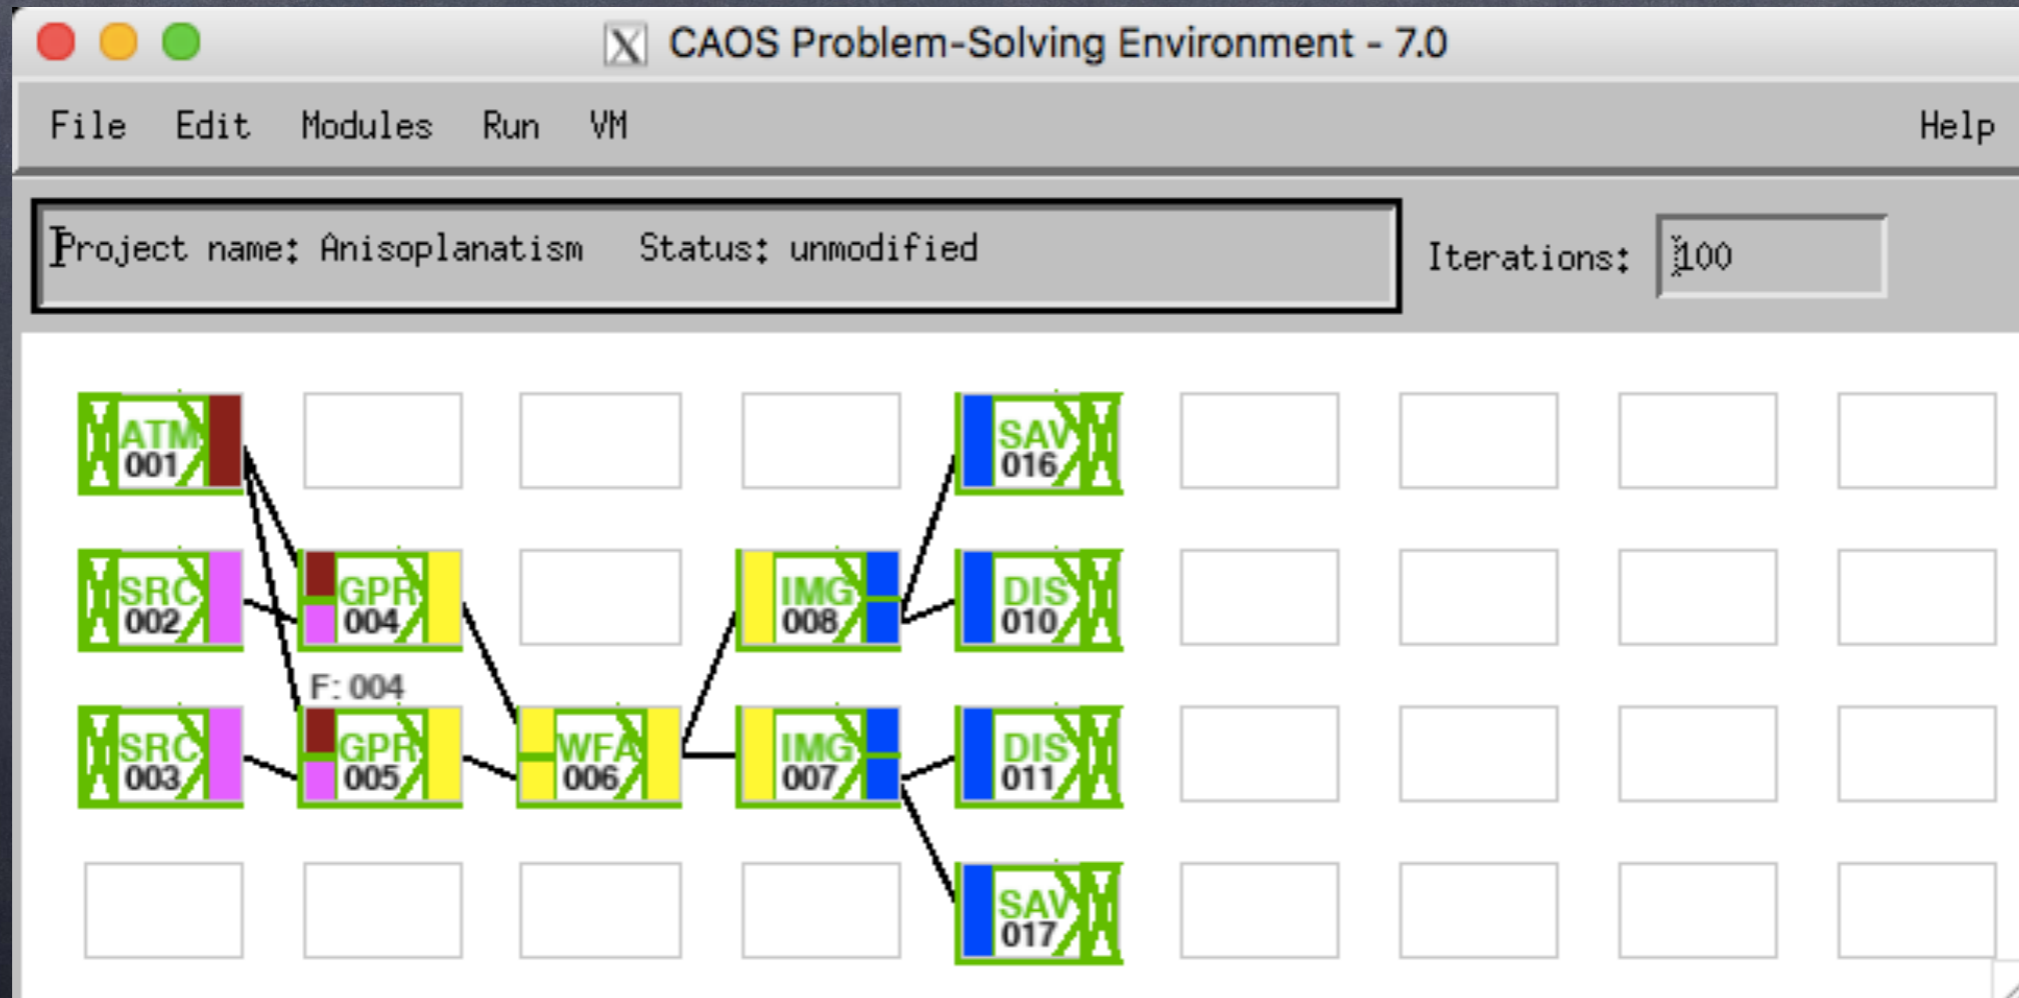 CAOS Problem-Solving Environment - 7.0
File Edit Modules Run VM Help
Project name: Anisoplanatism Status: unmodified Iterations: 100
ATM SAV
001 016
SRC GPR IMG DIS
002 004 008 010
F: 004
SRC GPR WFA IMG DIS
003 005 006 007 011
SAV
017